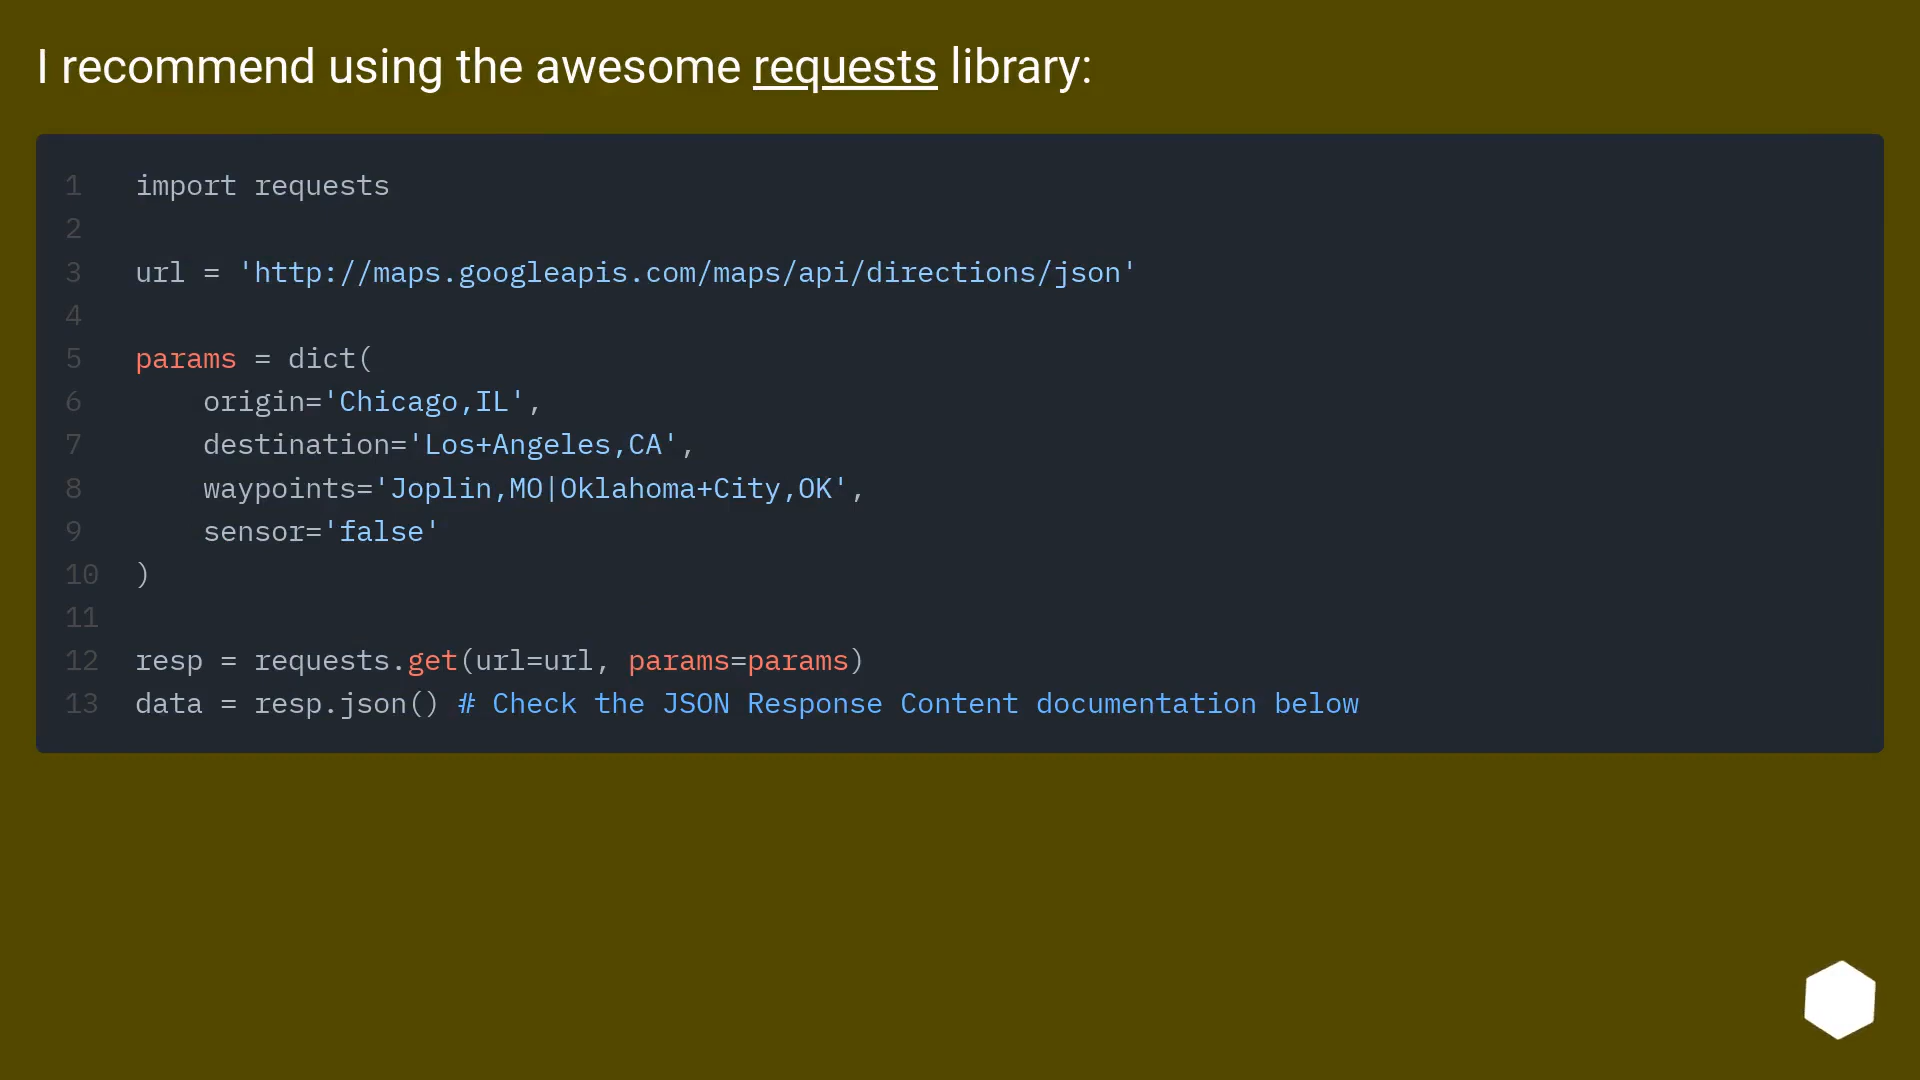 I recommend using the awesome requests library:
1 import requests
2
3 url = 'http://maps.googleapis.com/maps/api/directions/json'
4
5 params = dict(
6     origin='Chicago,IL',
7     destination='Los+Angeles,CA',
8     waypoints='Joplin,MO|Oklahoma+City,OK',
9     sensor='false'
10 )
11
12 resp = requests.get(url=url, params=params)
13 data = resp.json() # Check the JSON Response Content documentation below